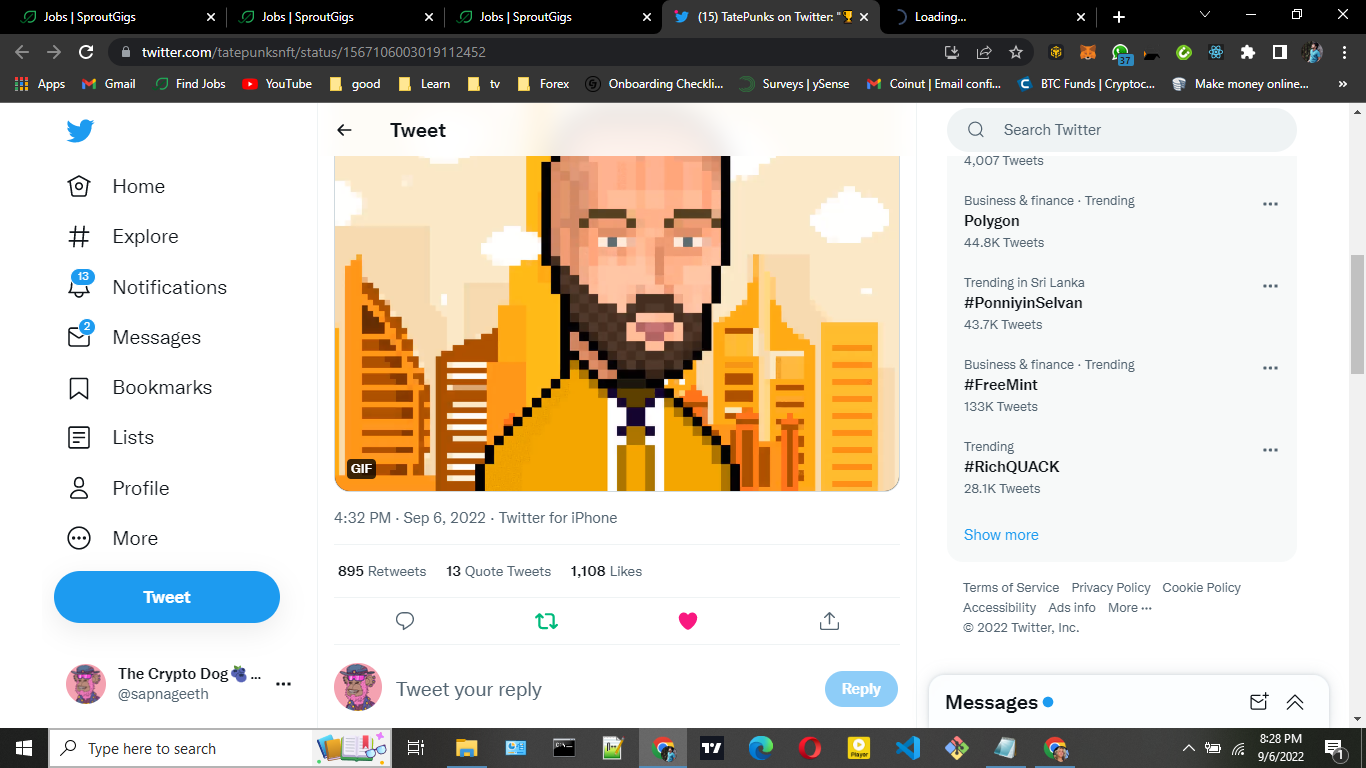 Jobs | SproutGigs
Jobs | SproutGigs
Jobs | SproutGigs
(15) TatePunks on Twitter: "🏆
Loading...
twitter.com/tatepunksnft/status/1567106003019112452
37
Apps
Gmail
Find Jobs
YouTube
good
Learn
tv
Forex
Onboarding Checkli...
Surveys | ySense
Coinut | Email confi...
BTC Funds | Cryptoc...
Make money online...
»
Tweet
Search Twitter
4,007 Tweets
Home
Explore
13
Notifications
2
Messages
Bookmarks
Lists
Profile
More
Tweet
The Crypto Dog🫐 ...
@sapnageeth
GIF
4:32 PM · Sep 6, 2022 · Twitter for iPhone
895 Retweets 13 Quote Tweets 1,108 Likes
Tweet your reply
Reply
Business & finance · Trending
Polygon
44.8K Tweets
Trending in Sri Lanka
#PonniyinSelvan
43.7K Tweets
Business & finance · Trending
#FreeMint
133K Tweets
Trending
#RichQUACK
28.1K Tweets
Show more
Terms of Service Privacy Policy Cookie Policy
Accessibility Ads info More ···
© 2022 Twitter, Inc.
Messages
Type here to search
Player
8:28 PM
9/6/2022
1